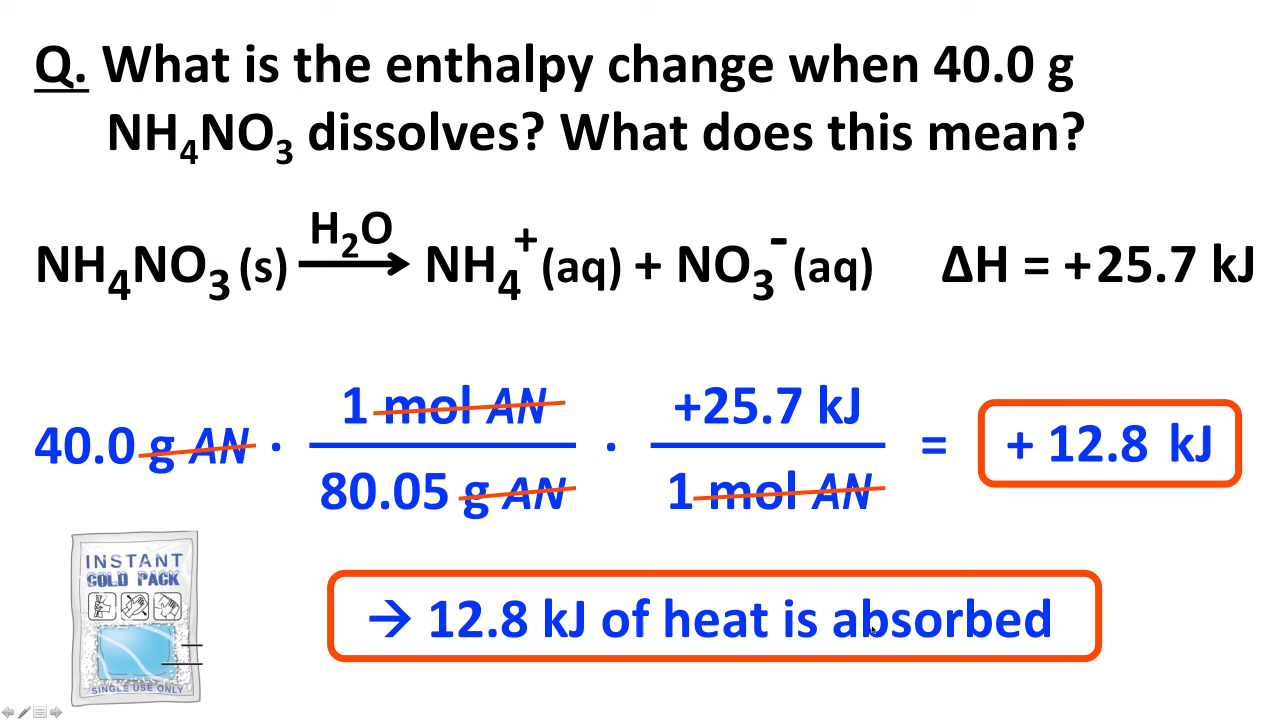 Q. What is the enthalpy change when 40.0 g
NH₄NO₃ dissolves? What does this mean?
H₂O
NH₄NO₃ (s) ⟶ NH₄⁺ (aq) + NO₃⁻ (aq) ΔH = +25.7 kJ
1 mol AN +25.7 kJ
40.0 g AN · · = + 12.8 kJ
80.05 g AN 1 mol AN
INSTANT
COLD PACK
→ 12.8 kJ of heat is absorbed
SINGLE USE ONLY